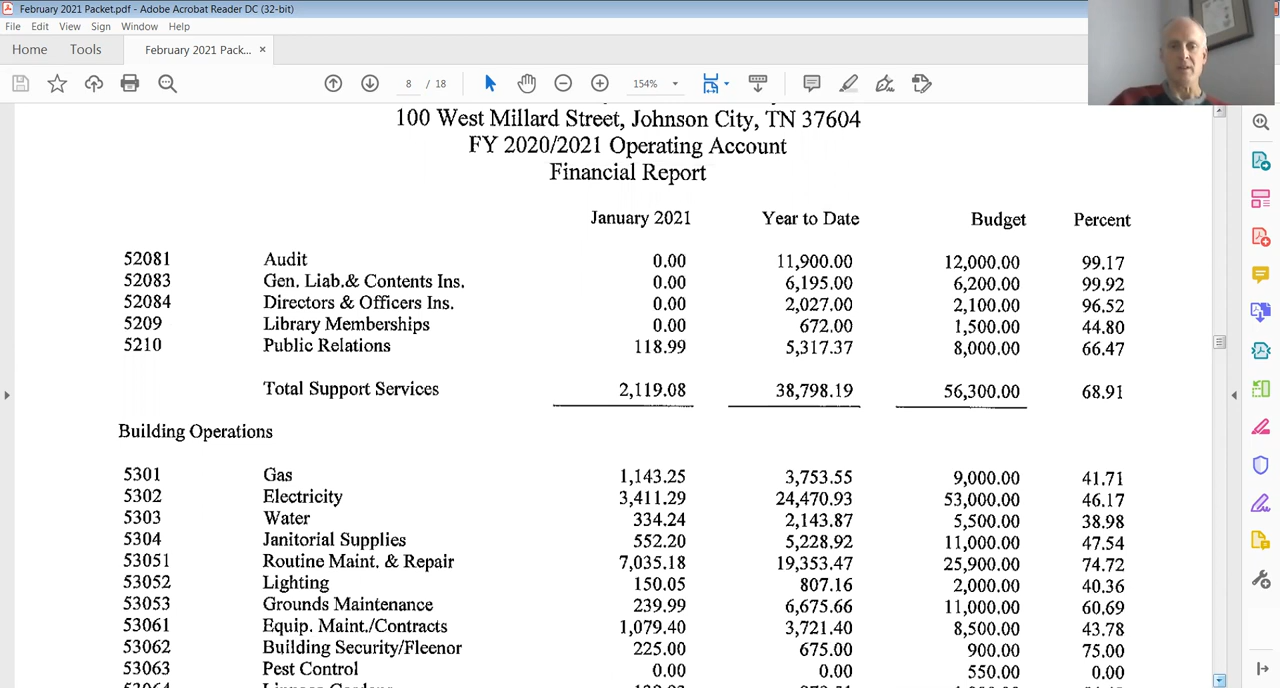 February 2021 Packet.pdf - Adobe Acrobat Reader DC (32-bit)
File Edit View Sign Window Help
Home Tools February 2021 Pack... ×
8 / 18 154%
100 West Millard Street, Johnson City, TN 37604
FY 2020/2021 Operating Account
Financial Report
January 2021 Year to Date Budget Percent
52081 Audit 0.00 11,900.00 12,000.00 99.17
52083 Gen. Liab.& Contents Ins. 0.00 6,195.00 6,200.00 99.92
52084 Directors & Officers Ins. 0.00 2,027.00 2,100.00 96.52
5209 Library Memberships 0.00 672.00 1,500.00 44.80
5210 Public Relations 118.99 5,317.37 8,000.00 66.47
Total Support Services 2,119.08 38,798.19 56,300.00 68.91
Building Operations
5301 Gas 1,143.25 3,753.55 9,000.00 41.71
5302 Electricity 3,411.29 24,470.93 53,000.00 46.17
5303 Water 334.24 2,143.87 5,500.00 38.98
5304 Janitorial Supplies 552.20 5,228.92 11,000.00 47.54
53051 Routine Maint. & Repair 7,035.18 19,353.47 25,900.00 74.72
53052 Lighting 150.05 807.16 2,000.00 40.36
53053 Grounds Maintenance 239.99 6,675.66 11,000.00 60.69
53061 Equip. Maint./Contracts 1,079.40 3,721.40 8,500.00 43.78
53062 Building Security/Fleenor 225.00 675.00 900.00 75.00
53063 Pest Control 0.00 0.00 550.00 0.00